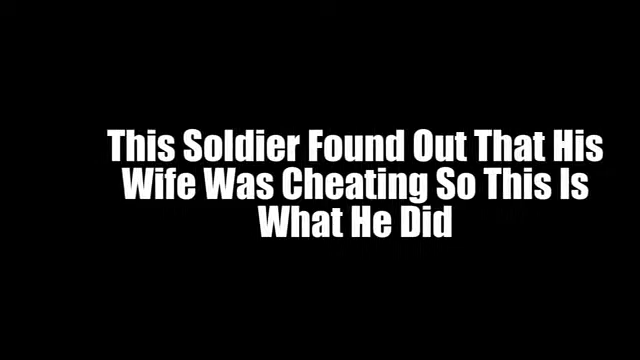 This Soldier Found Out That His
Wife Was Cheating So This Is
What He Did